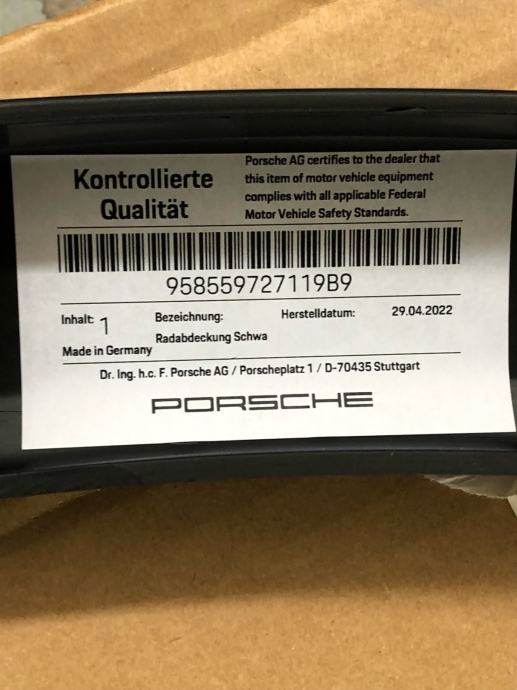 Kontrollierte
Qualität
Porsche AG certifies to the dealer that
this item of motor vehicle equipment
complies with all applicable Federal
Motor Vehicle Safety Standards.
958559727119B9
Inhalt: 1 Bezeichnung: Herstelldatum: 29.04.2022
Radabdeckung Schwa
Made in Germany
Dr. Ing. h.c. F. Porsche AG / Porscheplatz 1 / D-70435 Stuttgart
PORSCHE